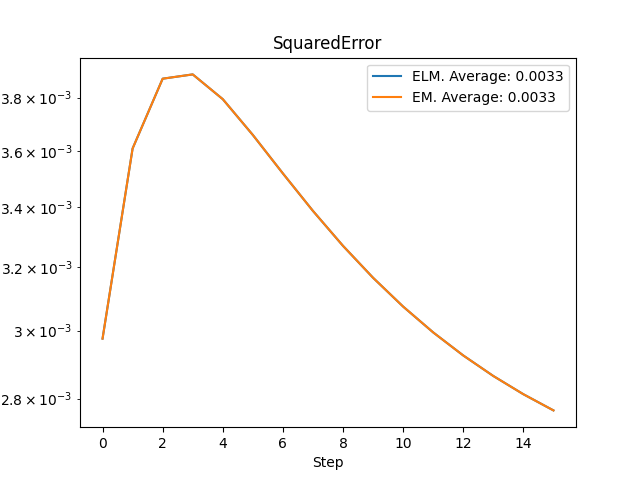 SquaredError
ELM. Average: 0.0033
EM. Average: 0.0033
3.8 × 10⁻³
3.6 × 10⁻³
3.4 × 10⁻³
3.2 × 10⁻³
3 × 10⁻³
2.8 × 10⁻³
0 2 4 6 8 10 12 14
Step